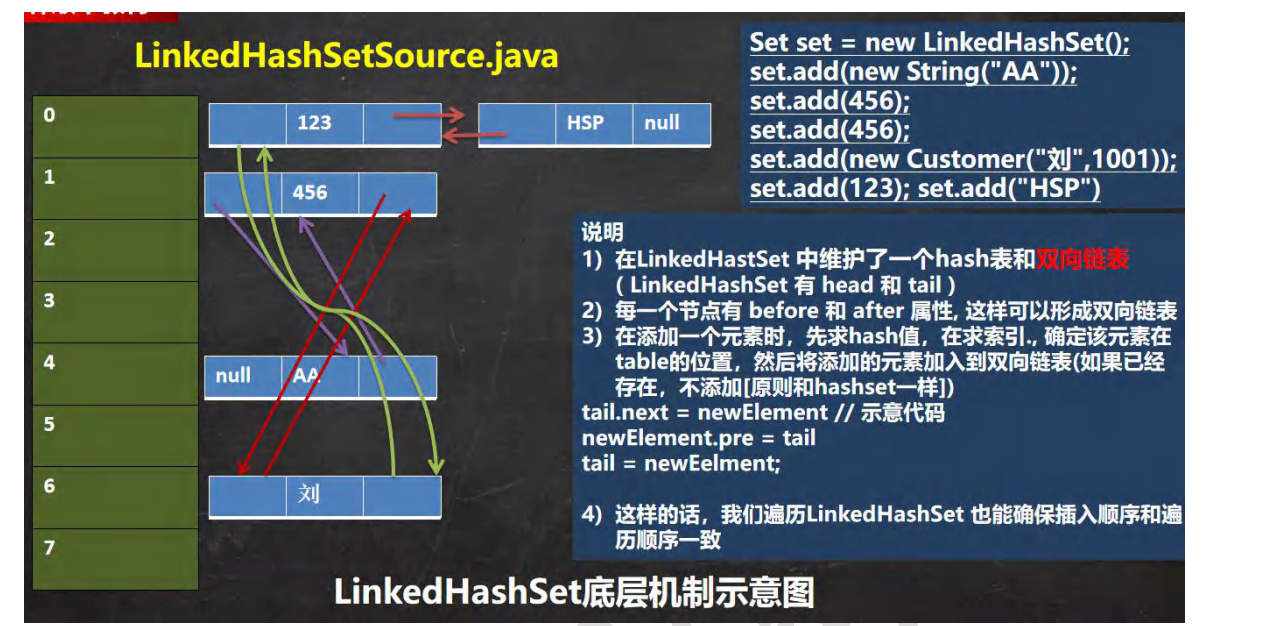 LinkedHashSetSource.java
Set set = new LinkedHashSet();
set.add(new String("AA"));
set.add(456);
set.add(456);
set.add(new Customer("刘",1001));
set.add(123); set.add("HSP")
0
1
2
3
4
5
6
7
123
HSP null
456
null AA
刘
说明
1) 在LinkedHastSet 中维护了一个hash表和双向链表
( LinkedHashSet 有 head 和 tail )
2) 每一个节点有 before 和 after 属性, 这样可以形成双向链表
3) 在添加一个元素时，先求hash值，在求索引., 确定该元素在
table的位置，然后将添加的元素加入到双向链表(如果已经
存在，不添加[原则和hashset一样])
tail.next = newElement // 示意代码
newElement.pre = tail
tail = newEelment;
4) 这样的话，我们遍历LinkedHashSet 也能确保插入顺序和遍
历顺序一致
LinkedHashSet底层机制示意图